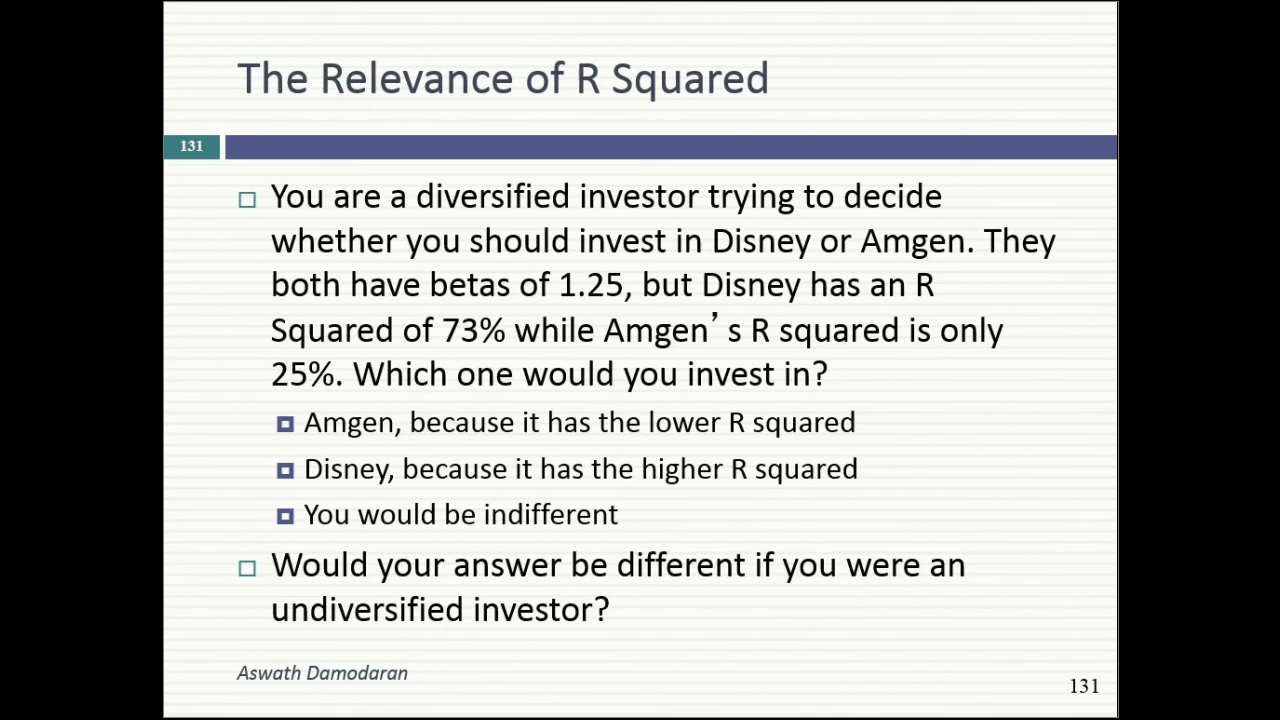 The Relevance of R Squared
131
You are a diversified investor trying to decide
whether you should invest in Disney or Amgen. They
both have betas of 1.25, but Disney has an R
Squared of 73% while Amgen’s R squared is only
25%. Which one would you invest in?
Amgen, because it has the lower R squared
Disney, because it has the higher R squared
You would be indifferent
Would your answer be different if you were an
undiversified investor?
Aswath Damodaran
131